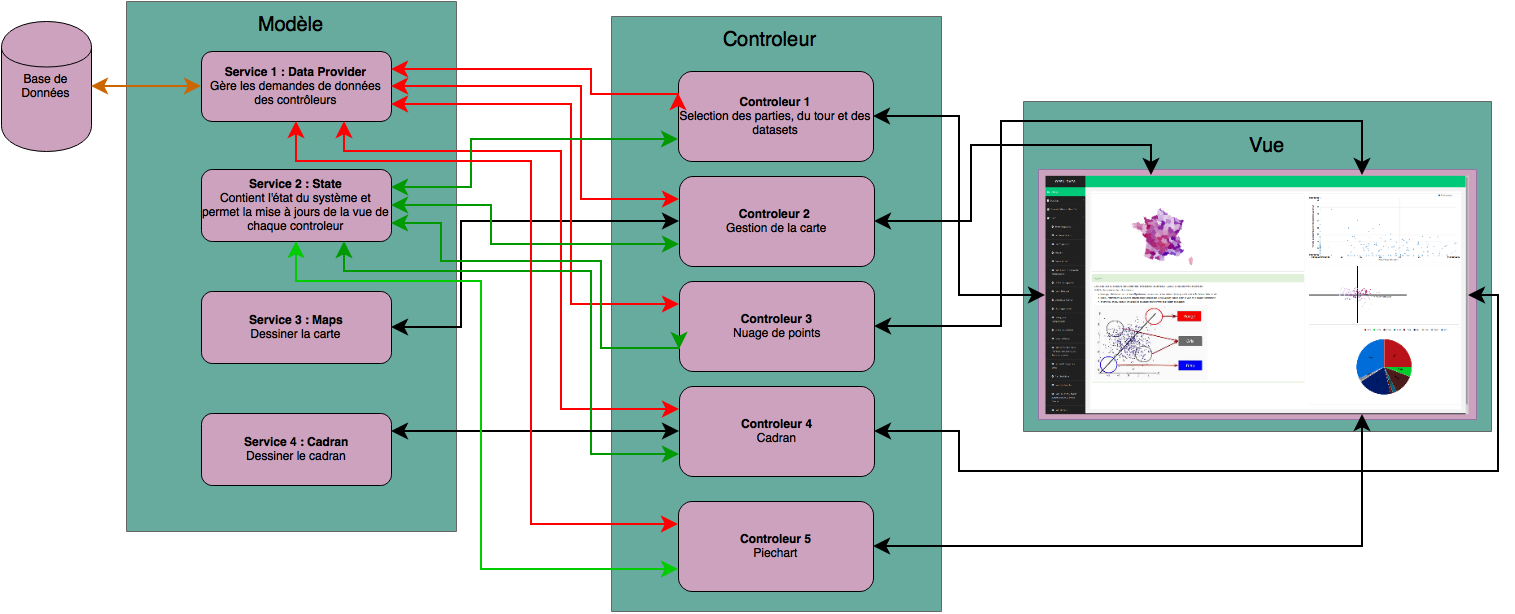 Base de
Données
Modèle
Service 1 : Data Provider
Gère les demandes de données
des contrôleurs
Service 2 : State
Contient l'état du système et
permet la mise à jours de la vue de
chaque controleur
Service 3 : Maps
Dessiner la carte
Service 4 : Cadran
Dessiner le cadran
Controleur
Controleur 1
Selection des parties, du tour et des
datasets
Controleur 2
Gestion de la carte
Controleur 3
Nuage de points
Controleur 4
Cadran
Controleur 5
Piechart
Vue